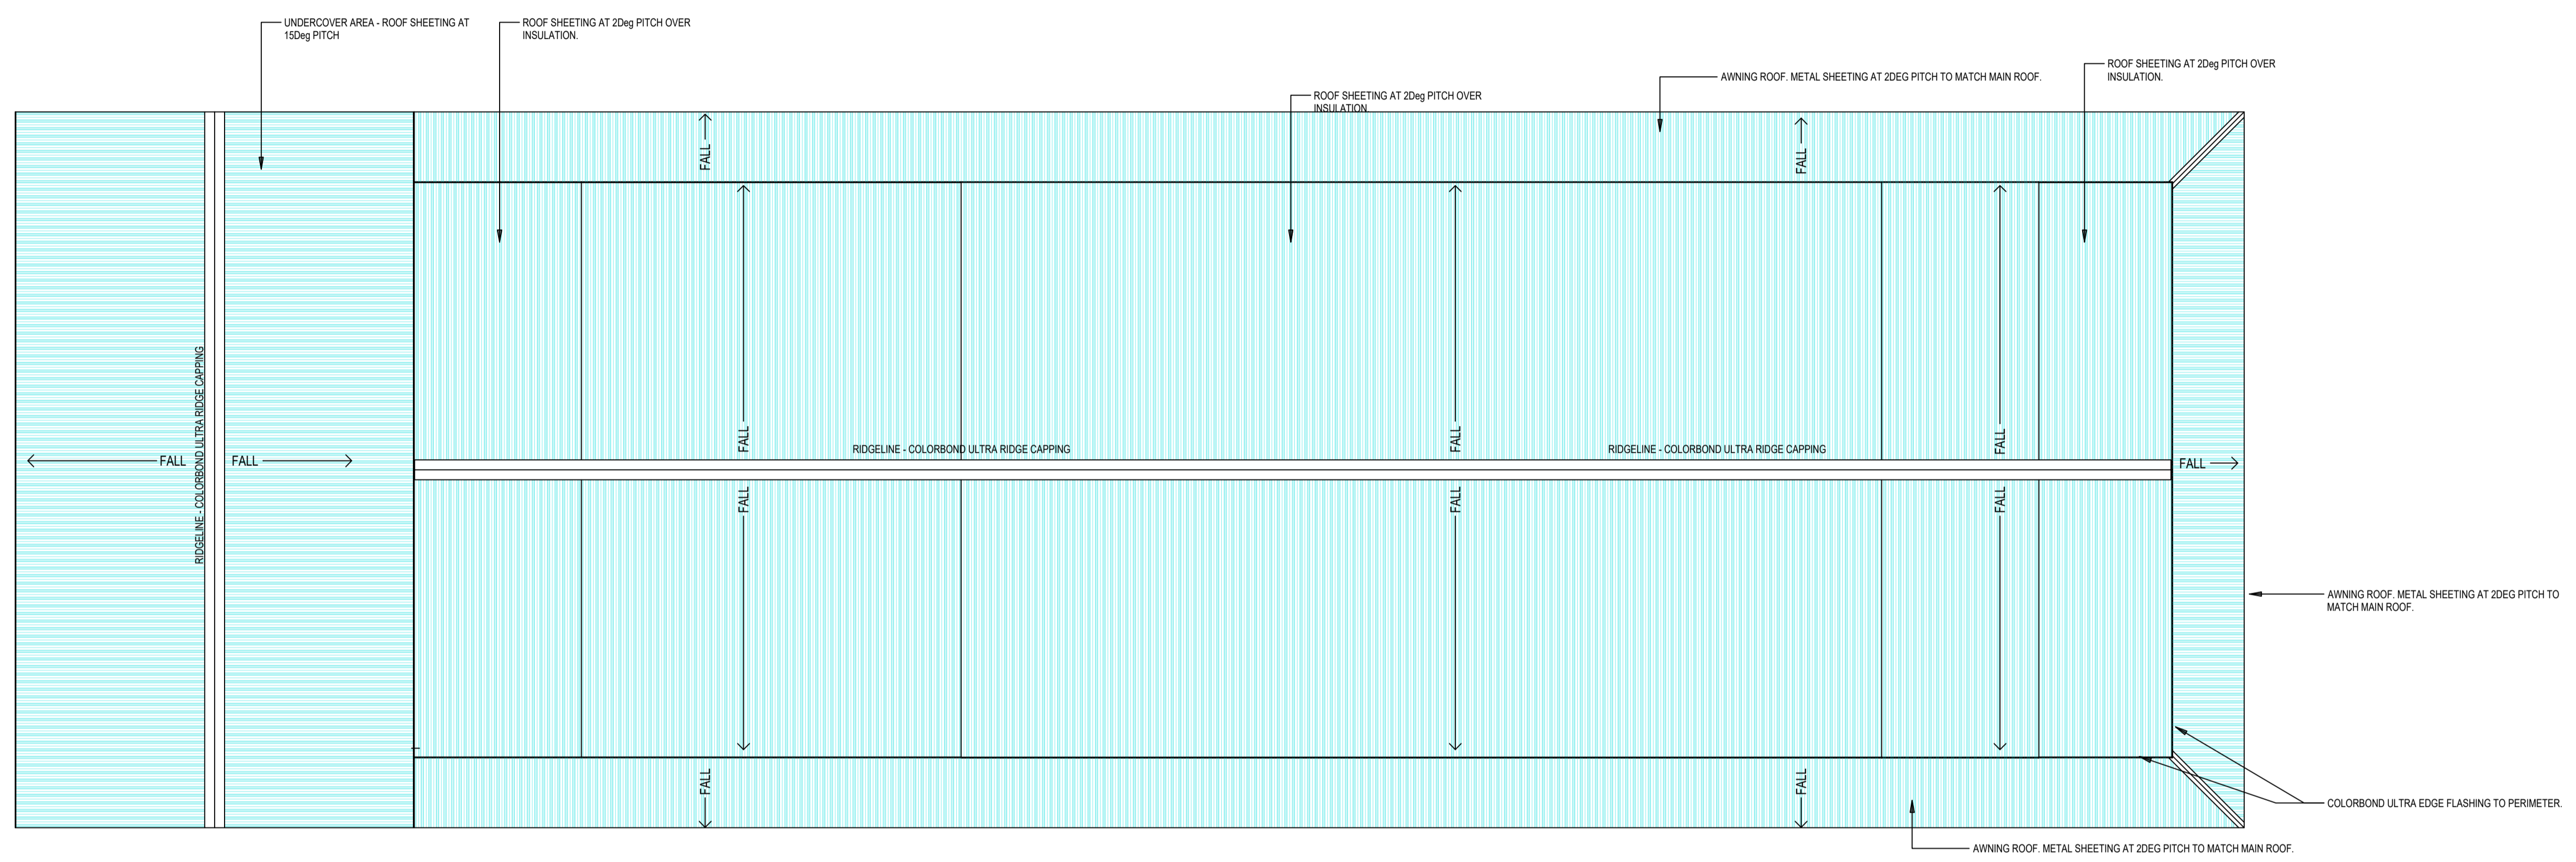 UNDERCOVER AREA - ROOF SHEETING AT
15Deg PITCH
ROOF SHEETING AT 2Deg PITCH OVER
INSULATION.
ROOF SHEETING AT 2Deg PITCH OVER
INSULATION.
AWNING ROOF. METAL SHEETING AT 2DEG PITCH TO MATCH MAIN ROOF.
ROOF SHEETING AT 2Deg PITCH OVER
INSULATION.
FALL
FALL
RIDGELINE - COLORBOND ULTRA RIDGE CAPPING
FALL
FALL
FALL
RIDGELINE - COLORBOND ULTRA RIDGE CAPPING
FALL
RIDGELINE - COLORBOND ULTRA RIDGE CAPPING
FALL
FALL
FALL
FALL
FALL
AWNING ROOF. METAL SHEETING AT 2DEG PITCH TO
MATCH MAIN ROOF.
FALL
FALL
COLORBOND ULTRA EDGE FLASHING TO PERIMETER.
AWNING ROOF. METAL SHEETING AT 2DEG PITCH TO MATCH MAIN ROOF.